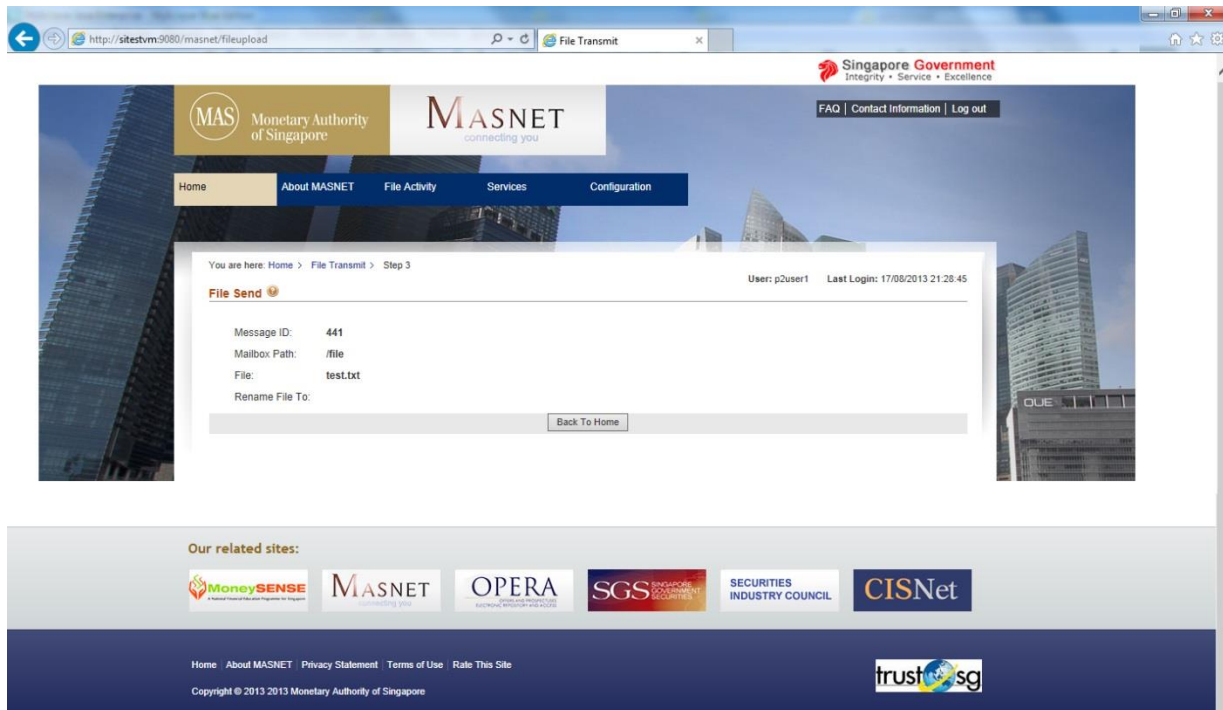 http://sitestvm:9080/masnet/fileupload
File Transmit
Singapore Government
Integrity • Service • Excellence
MAS Monetary Authority of Singapore
MASNET
connecting you
FAQ | Contact Information | Log out
Home About MASNET File Activity Services Configuration
You are here: Home > File Transmit > Step 3
User: p2user1 Last Login: 17/08/2013 21:28:45
File Send
Message ID: 441
Mailbox Path: /file
File: test.txt
Rename File To:
Back To Home
OUE
Our related sites:
MoneySENSE
MASNET
connecting you
OPERA
SGS SINGAPORE GOVERNMENT SECURITIES
SECURITIES INDUSTRY COUNCIL
CISNet
Home | About MASNET | Privacy Statement | Terms of Use | Rate This Site
Copyright © 2013 2013 Monetary Authority of Singapore
trustsg